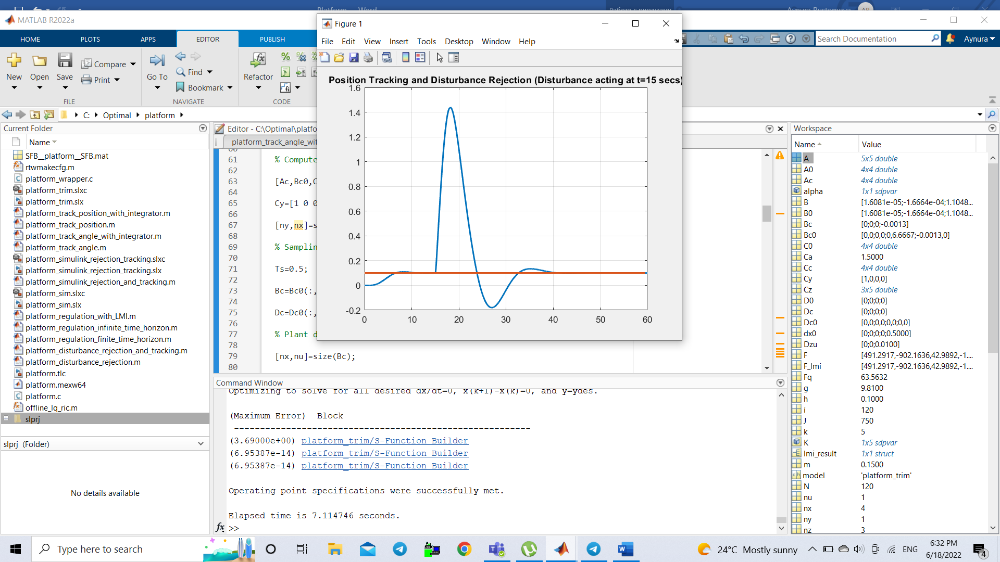 Platform - Word
Работа с рисунками
Aynura Rustemova
AR
MATLAB R2022a
HOME
PLOTS
APPS
EDITOR
PUBLISH
Search Documentation
Aynura
New
Open
Save
Compare
Print
FILE
Go To
Find
Bookmark
NAVIGATE
Refactor
CODE
C:
Optimal
platform
Current Folder
Name
SFB__platform__SFB.mat
rtwmakecfg.m
platform_wrapper.c
platform_trim.slxc
platform_trim.slx
platform_track_position_with_integrator.m
platform_track_position.m
platform_track_angle_with_integrator.m
platform_track_angle.m
platform_simulink_rejection_tracking.slxc
platform_simulink_rejection_tracking.slx
platform_simulink_rejection_and_tracking.m
platform_sim.slxc
platform_sim.slx
platform_regulation_with_LMI.m
platform_regulation_infinite_time_horizon.m
platform_regulation_finite_time_horizon.m
platform_disturbance_rejection_and_tracking.m
platform_disturbance_rejection.m
platform.tlc
platform.mexw64
platform.c
offline_lq_ric.m
slprj
slprj (Folder)
No details available
Editor - C:\Optimal\platfo
platform_track_angle_wit
60
61 % Compute
62
63 [Ac,Bc0,C
64
65 Cy=[1 0 0
66
67 [ny,nx]=s
68
69 % Samplin
70
71 Ts=0.5;
72
73 Bc=Bc0(:,
74
75 Dc=Dc0(:,
76
77 % Plant d
78
79 [nx,nu]=size(Bc);
80
Figure 1
File Edit View Insert Tools Desktop Window Help
Position Tracking and Disturbance Rejection (Disturbance acting at t=15 secs)
1.6
1.4
1.2
1
0.8
0.6
0.4
0.2
0
-0.2
0 10 20 30 40 50 60
Command Window
Optimizing to solve for all desired dx/dt=0, x(k+1)-x(k)=0, and y=ydes.
(Maximum Error) Block
---------------------------------------------------------
(3.69000e+00) platform_trim/S-Function Builder
(6.95387e-14) platform_trim/S-Function Builder
(6.95387e-14) platform_trim/S-Function Builder
Operating point specifications were successfully met.
Elapsed time is 7.114746 seconds.
fx >>
Workspace
Name Value
A 5x5 double
A0 4x4 double
Ac 4x4 double
alpha 1x1 sdpvar
B [1.6081e-05;-1.6664e-04;1.1048...
B0 [1.6081e-05;-1.6664e-04;1.1048...
Bc [0;0;0;-0.0013]
Bc0 [0,0;0,0;0,6.6667;-0.0013,0]
C0 4x4 double
Ca 1.5000
Cc 4x4 double
Cy [1,0,0,0]
Cz 3x5 double
D0 [0;0;0;0]
Dc [0;0;0;0]
Dc0 [0,0;0,0;0,0;0,0]
dx0 [0;0;0;0;0.5000]
Dzu [0;0;0.0100]
F [491.2917,-902.1636,42.9892,-1....
F_lmi [491.2917,-902.1636,42.9892,-1....
Fq 63.5632
g 9.8100
h 0.1000
i 120
J 750
k 5
K 1x5 sdpvar
lmi_result 1x1 struct
m 0.1500
model 'platform_trim'
N 120
nu 1
nx 4
ny 1
nz 3
Type here to search
24°C Mostly sunny
ENG
6:32 PM
6/18/2022
4